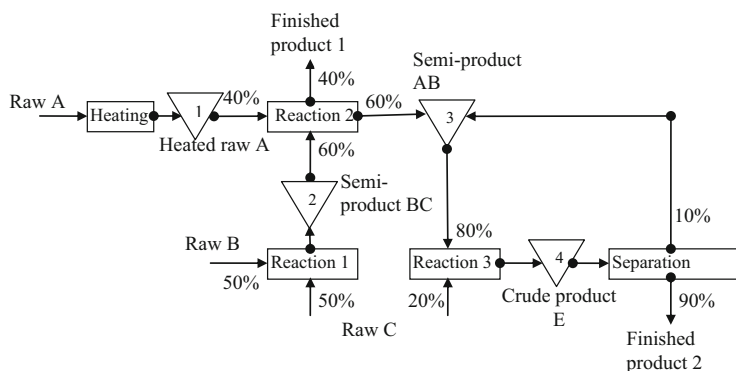 Finished
product 1
Semi-product
AB
Raw A
Heating
1
40%
40%
Reaction 2
60%
3
Heated raw A
60%
2
Semi-
product BC
80%
10%
Raw B
50%
Reaction 1
Reaction 3
4
Separation
50%
20%
Crude product
E
90%
Raw C
Finished
product 2